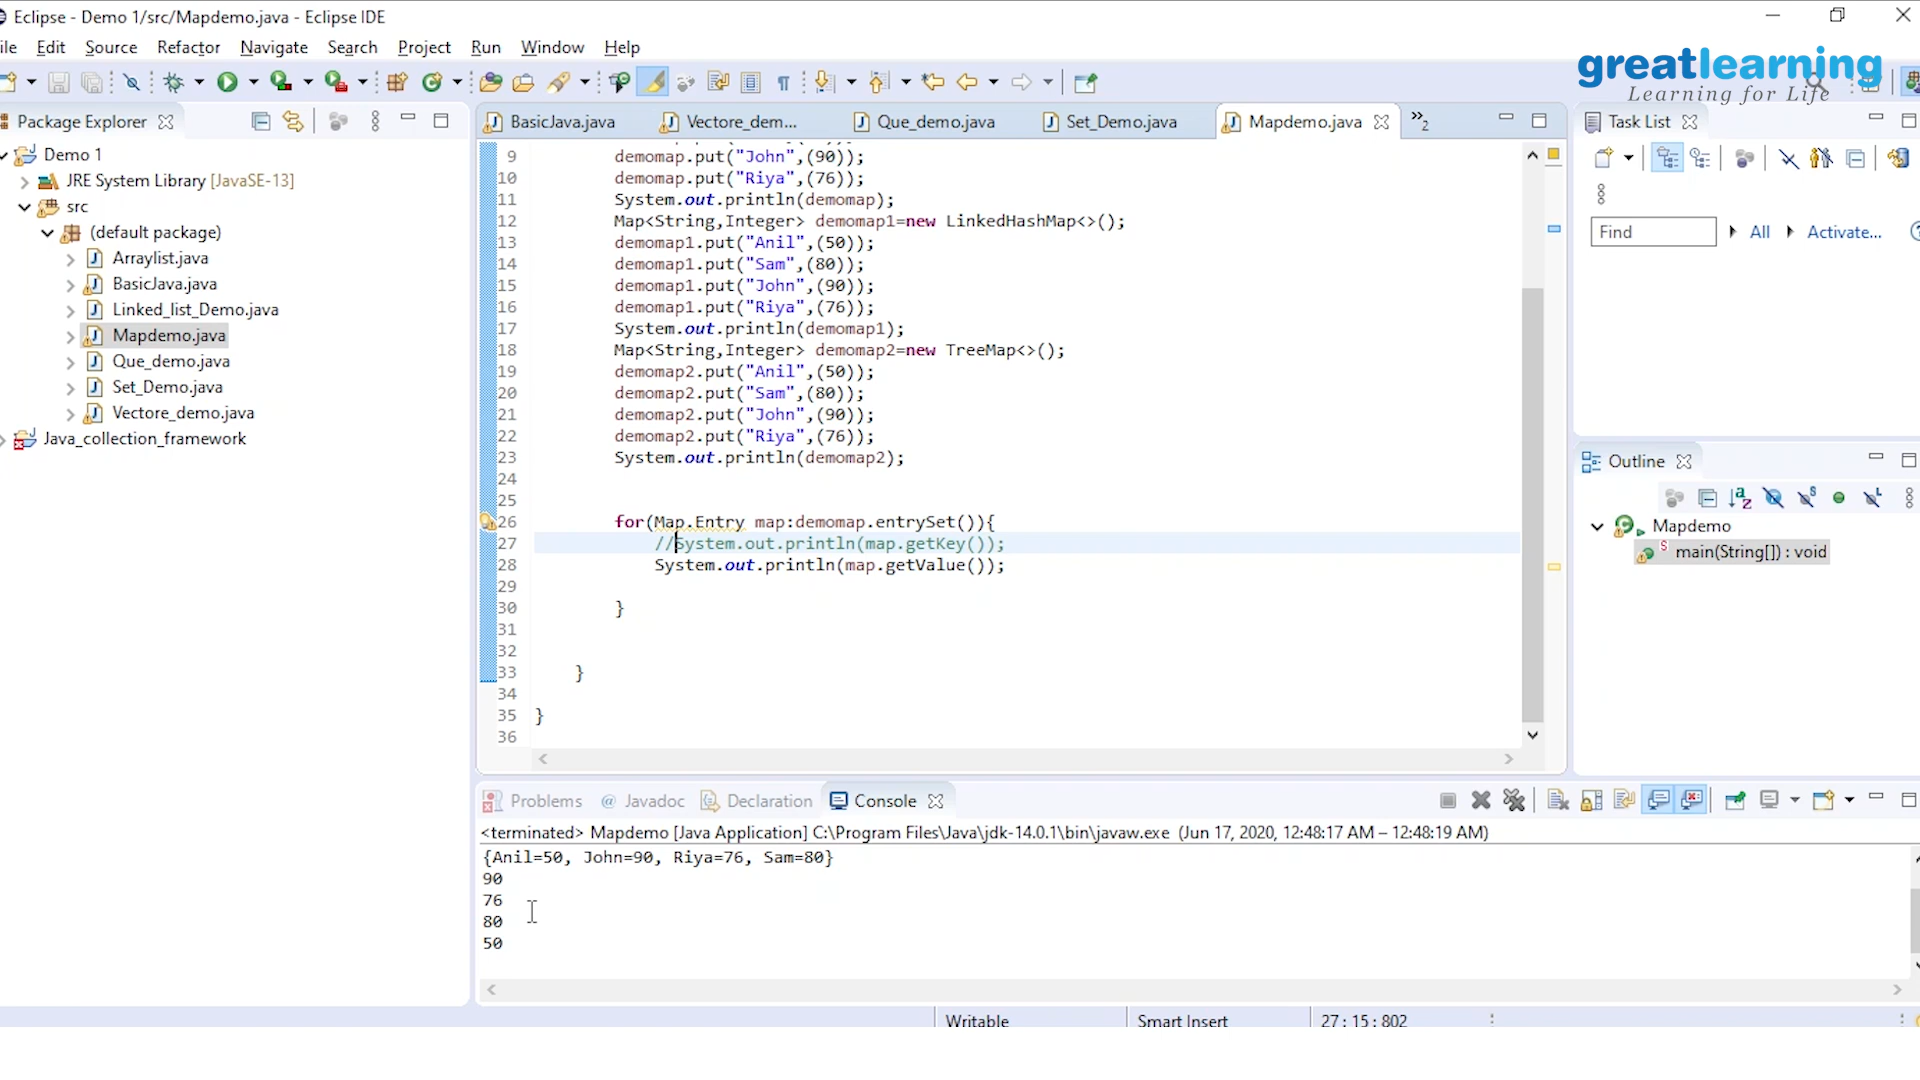 Eclipse - Demo 1/src/Mapdemo.java - Eclipse IDE
ile Edit Source Refactor Navigate Search Project Run Window Help
greatlearning
Learning for Life
Package Explorer
Demo 1
JRE System Library [JavaSE-13]
src
(default package)
Arraylist.java
BasicJava.java
Linked_list_Demo.java
Mapdemo.java
Que_demo.java
Set_Demo.java
Vectore_demo.java
Java_collection_framework
BasicJava.java Vectore_dem... Que_demo.java Set_Demo.java Mapdemo.java »2
9 demomap.put("John",(90));
10 demomap.put("Riya",(76));
11 System.out.println(demomap);
12 Map<String,Integer> demomap1=new LinkedHashMap<>();
13 demomap1.put("Anil",(50));
14 demomap1.put("Sam",(80));
15 demomap1.put("John",(90));
16 demomap1.put("Riya",(76));
17 System.out.println(demomap1);
18 Map<String,Integer> demomap2=new TreeMap<>();
19 demomap2.put("Anil",(50));
20 demomap2.put("Sam",(80));
21 demomap2.put("John",(90));
22 demomap2.put("Riya",(76));
23 System.out.println(demomap2);
24
25
26 for(Map.Entry map:demomap.entrySet()){
27 //System.out.println(map.getKey());
28 System.out.println(map.getValue());
29
30 }
31
32
33 }
34
35 }
36
Task List
Find All Activate...
Outline
Mapdemo
main(String[]) : void
Problems @ Javadoc Declaration Console
<terminated> Mapdemo [Java Application] C:\Program Files\Java\jdk-14.0.1\bin\javaw.exe (Jun 17, 2020, 12:48:17 AM – 12:48:19 AM)
{Anil=50, John=90, Riya=76, Sam=80}
90
76
80
50
Writable Smart Insert 27 : 15 : 802